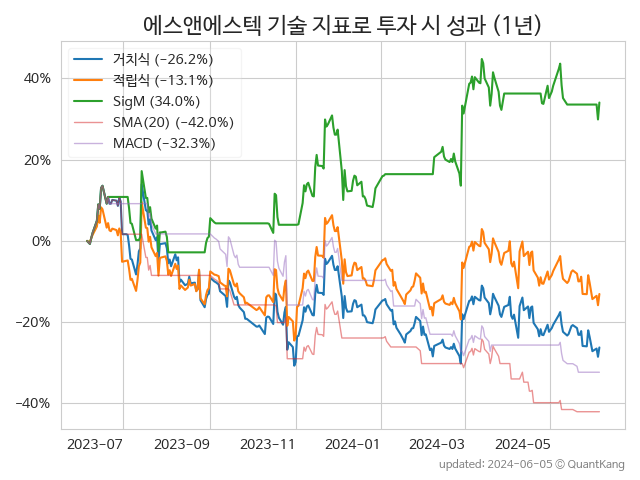 에스앤에스텍 기술 지표로 투자 시 성과 (1년)
거치식 (−26.2%)
적립식 (−13.1%)
SigM (34.0%)
SMA(20) (−42.0%)
MACD (−32.3%)
40%
20%
0%
−20%
−40%
2023-07 2023-09 2023-11 2024-01 2024-03 2024-05
updated: 2024-06-05 ⓒ QuantKang